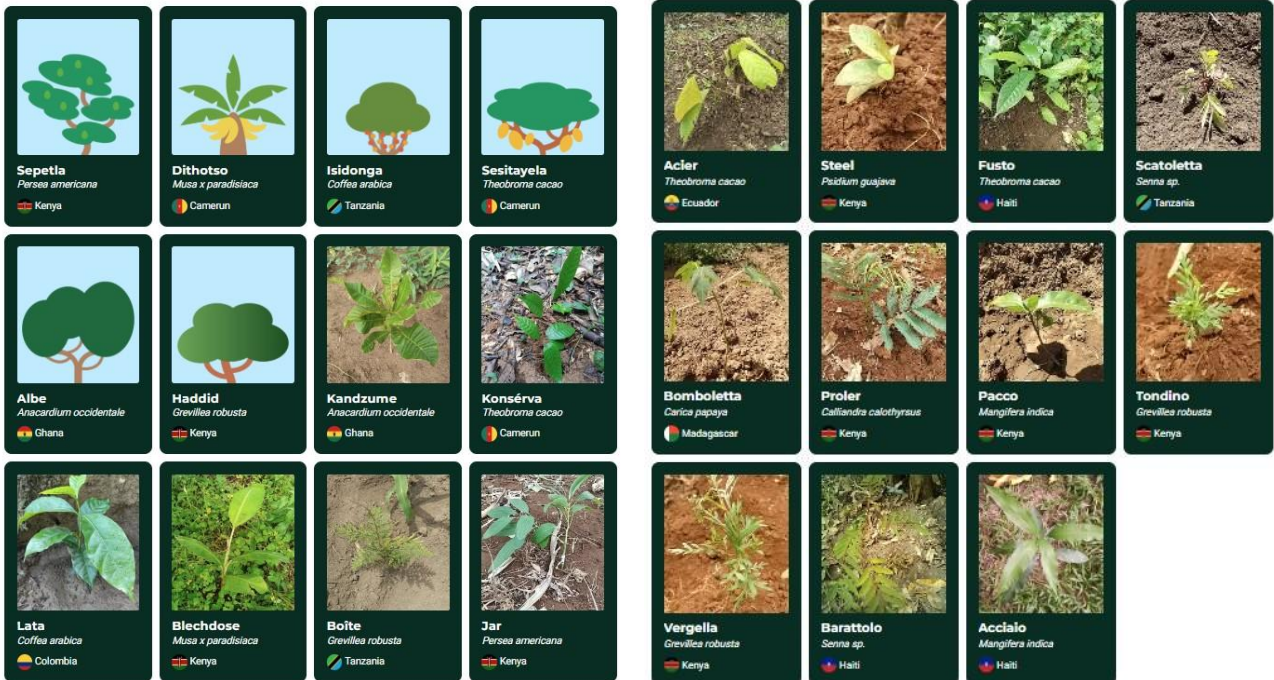 Sepetla
Persea americana
Kenya
Dithotso
Musa x paradisiaca
Camerun
Isidonga
Coffea arabica
Tanzania
Sesitayela
Theobroma cacao
Camerun
Albe
Anacardium occidentale
Ghana
Haddid
Grevillea robusta
Kenya
Kandzume
Anacardium occidentale
Ghana
Konsérva
Theobroma cacao
Camerun
Lata
Coffea arabica
Colombia
Blechdose
Musa x paradisiaca
Kenya
Boîte
Grevillea robusta
Tanzania
Jar
Persea americana
Kenya
Acier
Theobroma cacao
Ecuador
Steel
Psidium guajava
Kenya
Fusto
Theobroma cacao
Haiti
Scatoletta
Senna sp.
Tanzania
Bomboletta
Carica papaya
Madagascar
Proler
Calliandra calothyrsus
Kenya
Pacco
Mangifera indica
Kenya
Tondino
Grevillea robusta
Kenya
Vergella
Grevillea robusta
Kenya
Barattolo
Senna sp.
Haiti
Acciaio
Mangifera indica
Haiti